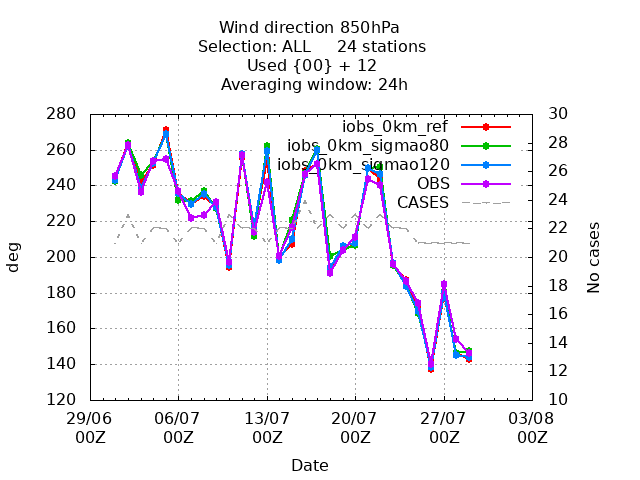 Wind direction 850hPa
Selection: ALL 24 stations
Used {00} + 12
Averaging window: 24h
280 30
iobs_0km_ref
260 28
iobs_0km_sigmao80
iobs_0km_sigmao120
240 26
OBS
CASES
220 24
200 22
180 20
160 18
140 16
120 14
12
10
deg
No cases
29/06 06/07 13/07 20/07 27/07 03/08
00Z 00Z 00Z 00Z 00Z 00Z
Date